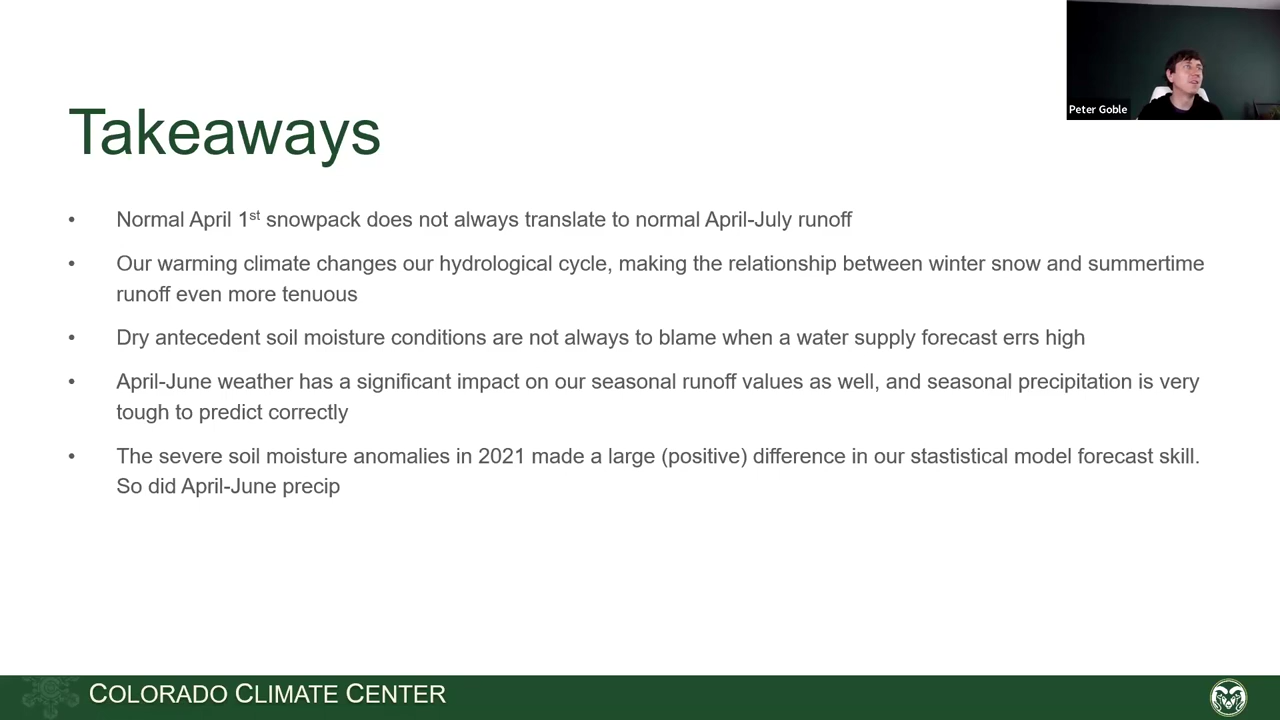 Peter Goble
Takeaways
• Normal April 1st snowpack does not always translate to normal April-July runoff
• Our warming climate changes our hydrological cycle, making the relationship between winter snow and summertime
runoff even more tenuous
• Dry antecedent soil moisture conditions are not always to blame when a water supply forecast errs high
• April-June weather has a significant impact on our seasonal runoff values as well, and seasonal precipitation is very
tough to predict correctly
• The severe soil moisture anomalies in 2021 made a large (positive) difference in our stastistical model forecast skill.
So did April-June precip
COLORADO CLIMATE CENTER